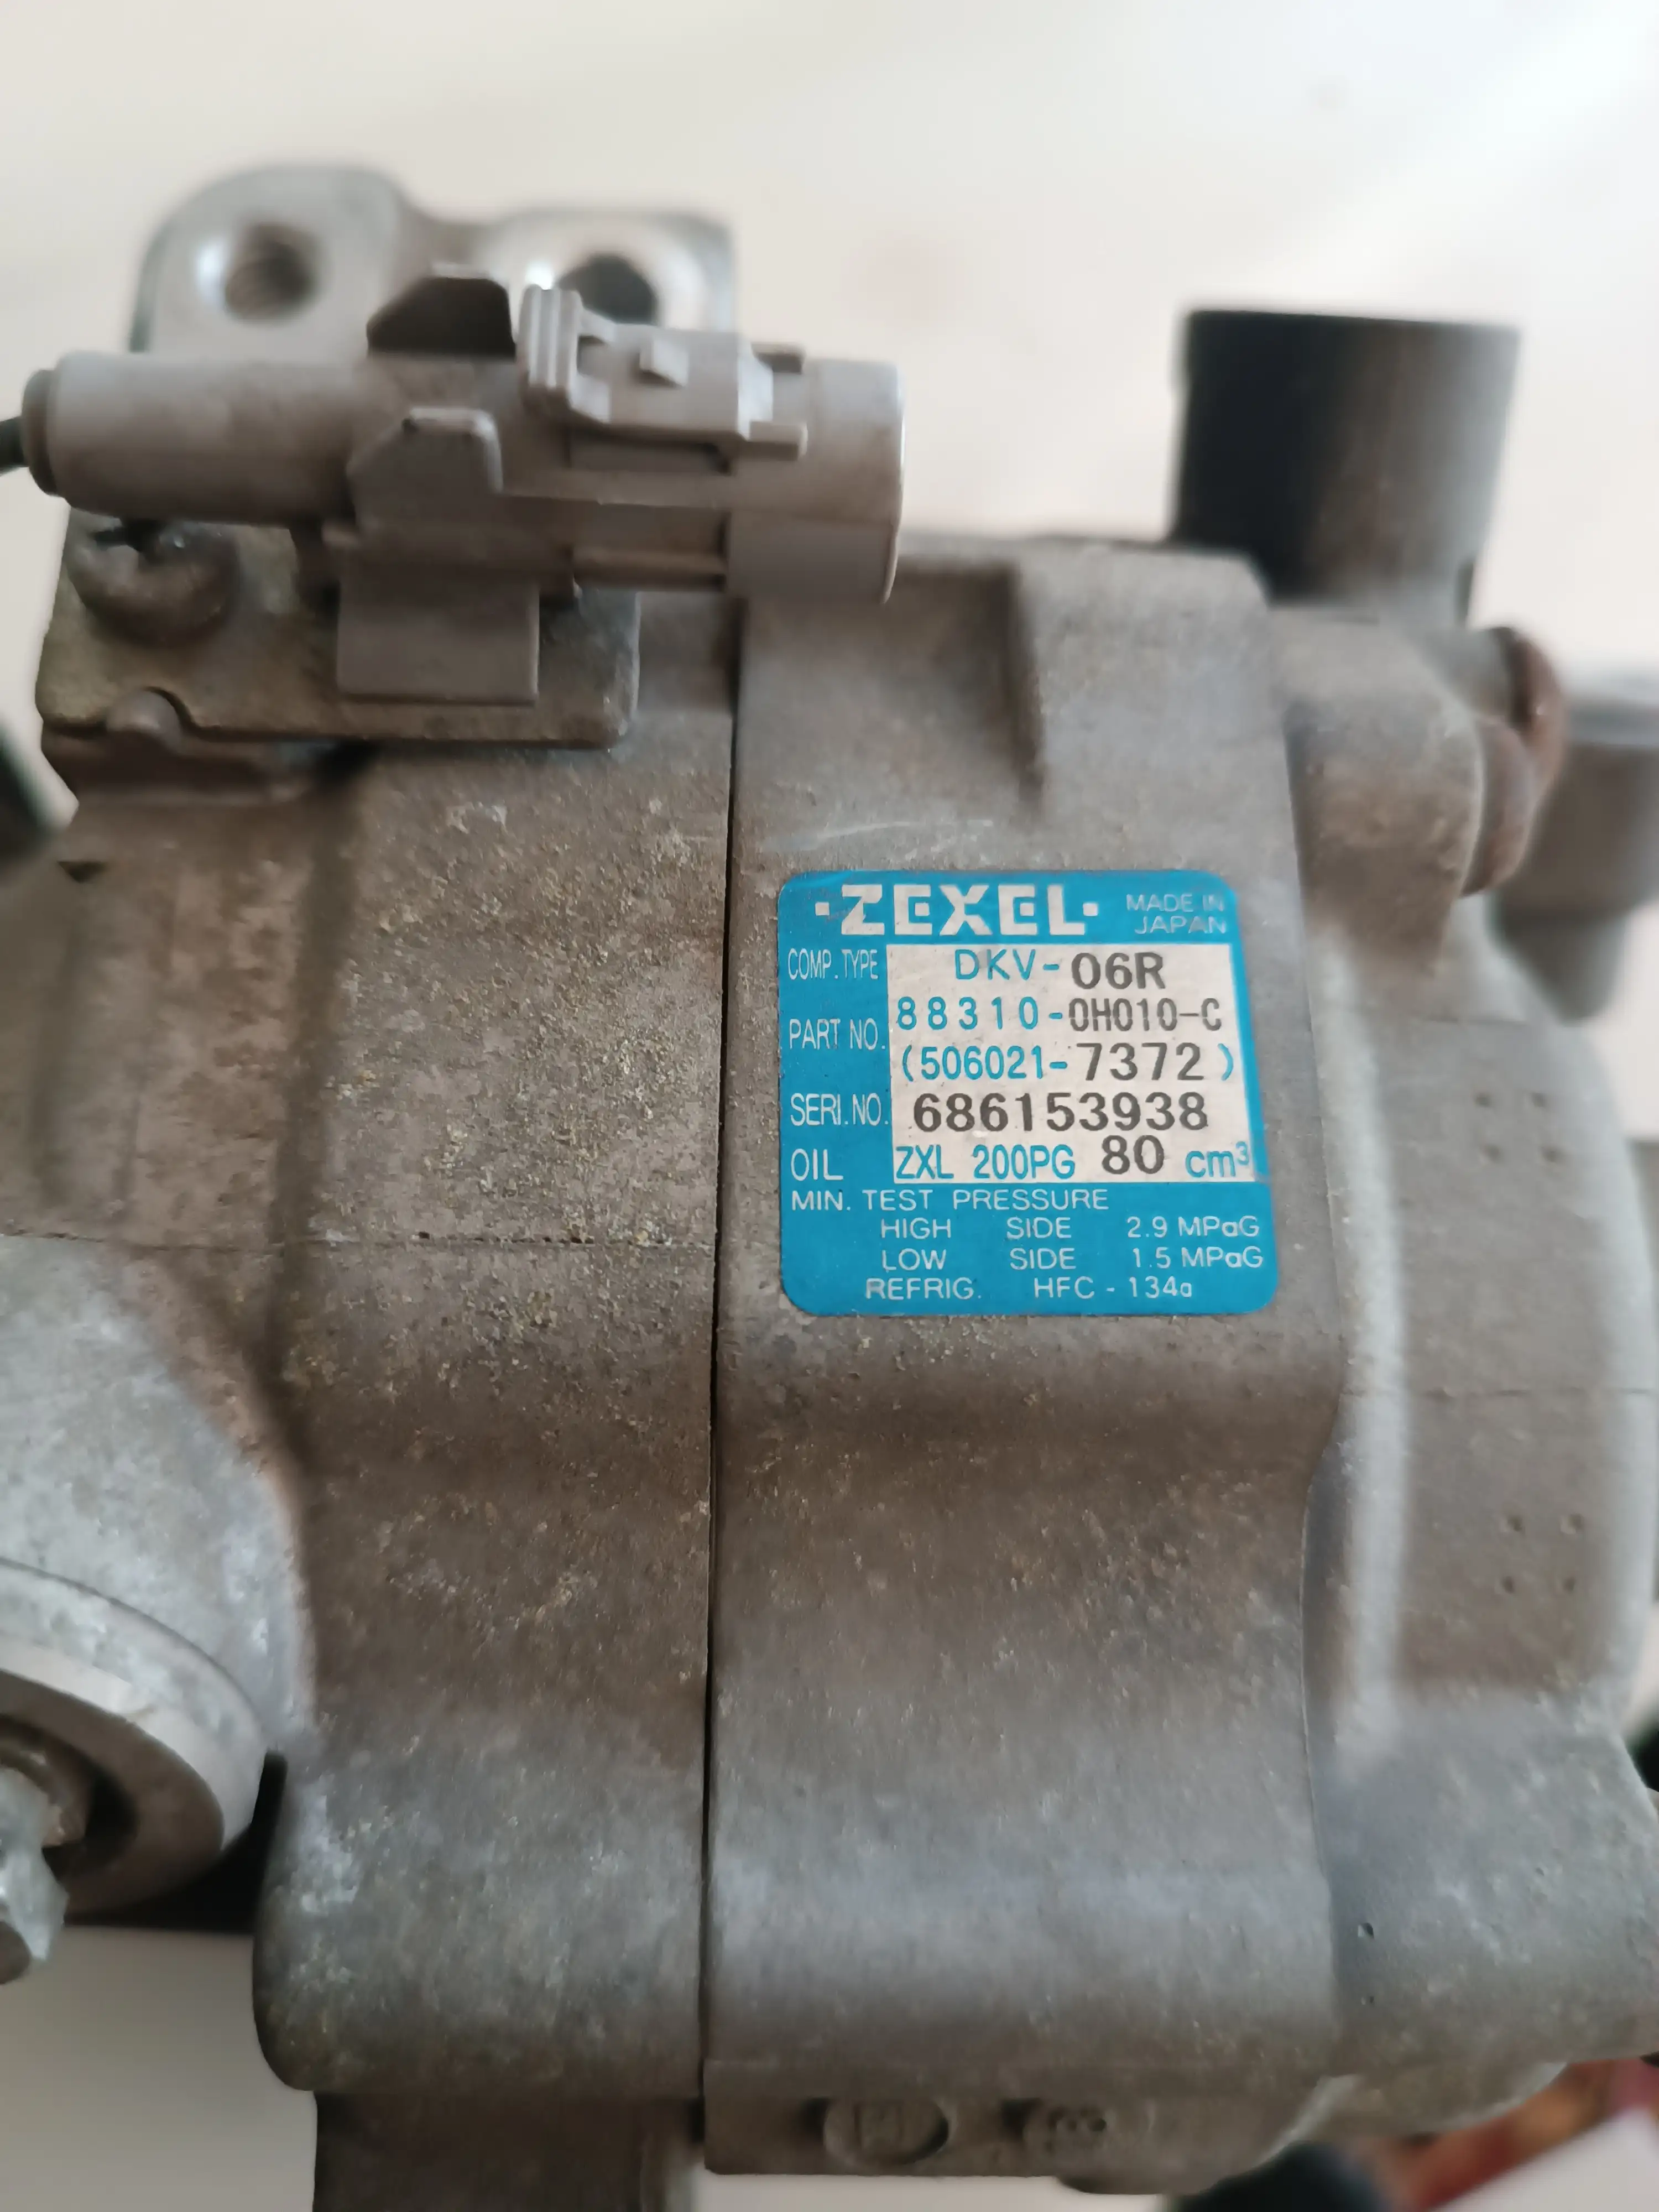 ·ZEXEL· MADE IN JAPAN
COMP. TYPE DKV-06R
PART NO. 88310-0H010-C
(506021-7372)
SERI.NO. 686153938
OIL ZXL 200PG 80 cm³
MIN. TEST PRESSURE
HIGH SIDE 2.9 MPaG
LOW SIDE 1.5 MPaG
REFRIG. HFC-134a